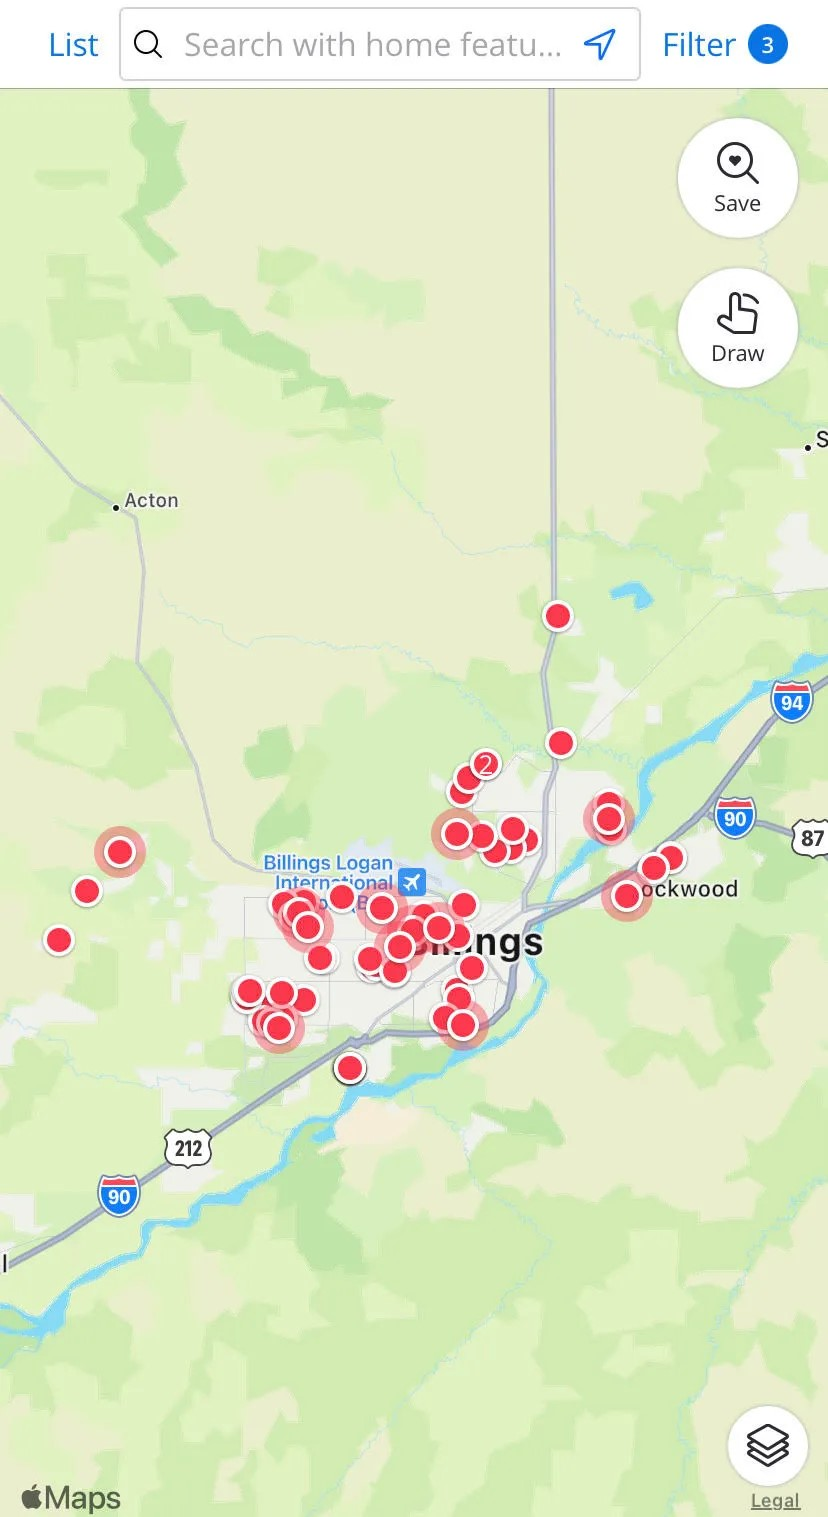 List
Search with home featu...
Filter 3
Save
Draw
S
Acton
94
2
90
87
Billings Logan
International
ockwood
212
90
l
Maps
Legal